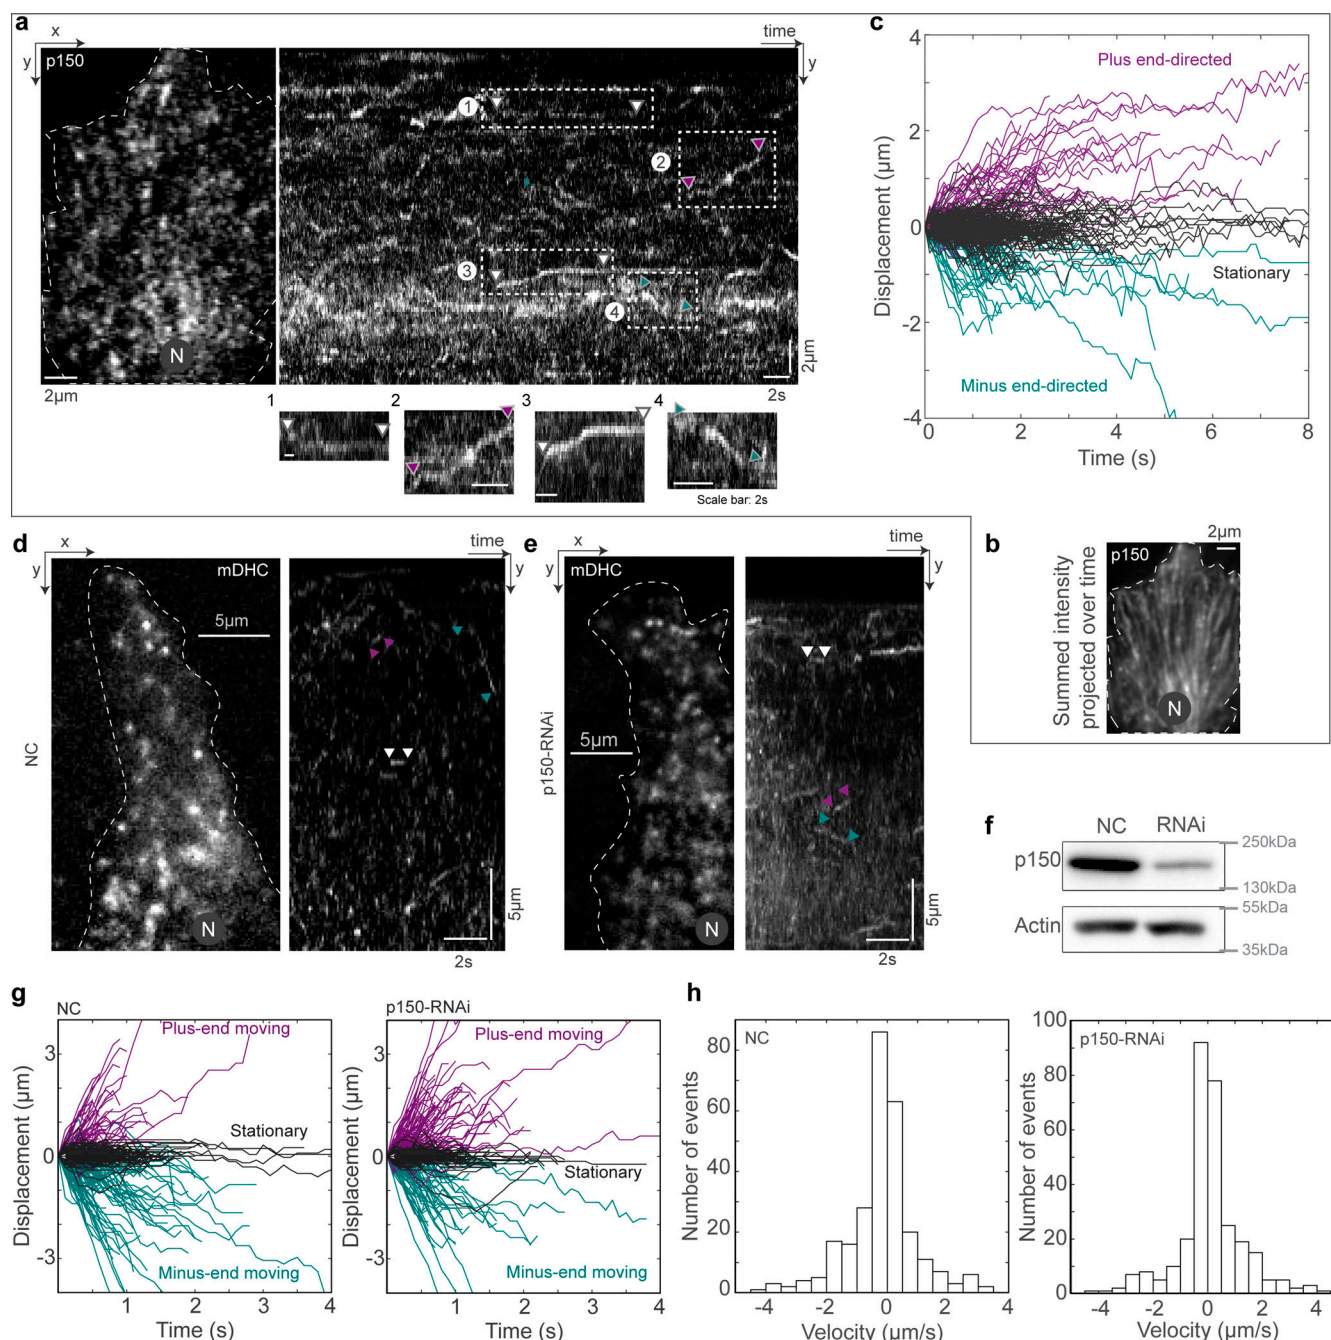 a
x
y
p150
N
2μm
time
y
1
2
3
4
2μm
2s
1
2
3
4
Scale bar: 2s
c
Displacement (μm)
4
2
0
-2
-4
Plus end-directed
Stationary
Minus end-directed
0
2
4
6
8
Time (s)
b
2μm
p150
Summed intensity
projected over time
N
d
x
y
mDHC
5μm
NC
N
time
y
5μm
2s
e
x
y
mDHC
5μm
p150-RNAi
N
time
y
5μm
2s
f
NC RNAi
p150
250kDa
130kDa
Actin
55kDa
35kDa
g
NC
Displacement (μm)
3
0
-3
Plus-end moving
Stationary
Minus-end moving
1 2 3 4
Time (s)
p150-RNAi
Displacement (μm)
3
0
-3
Plus-end moving
Stationary
Minus-end moving
0 1 2 3 4
Time (s)
h
NC
Number of events
80
60
40
20
0
-4 -2 0 2 4
Velocity (μm/s)
p150-RNAi
Number of events
100
80
60
40
20
0
-4 -2 0 2 4
Velocity (μm/s)